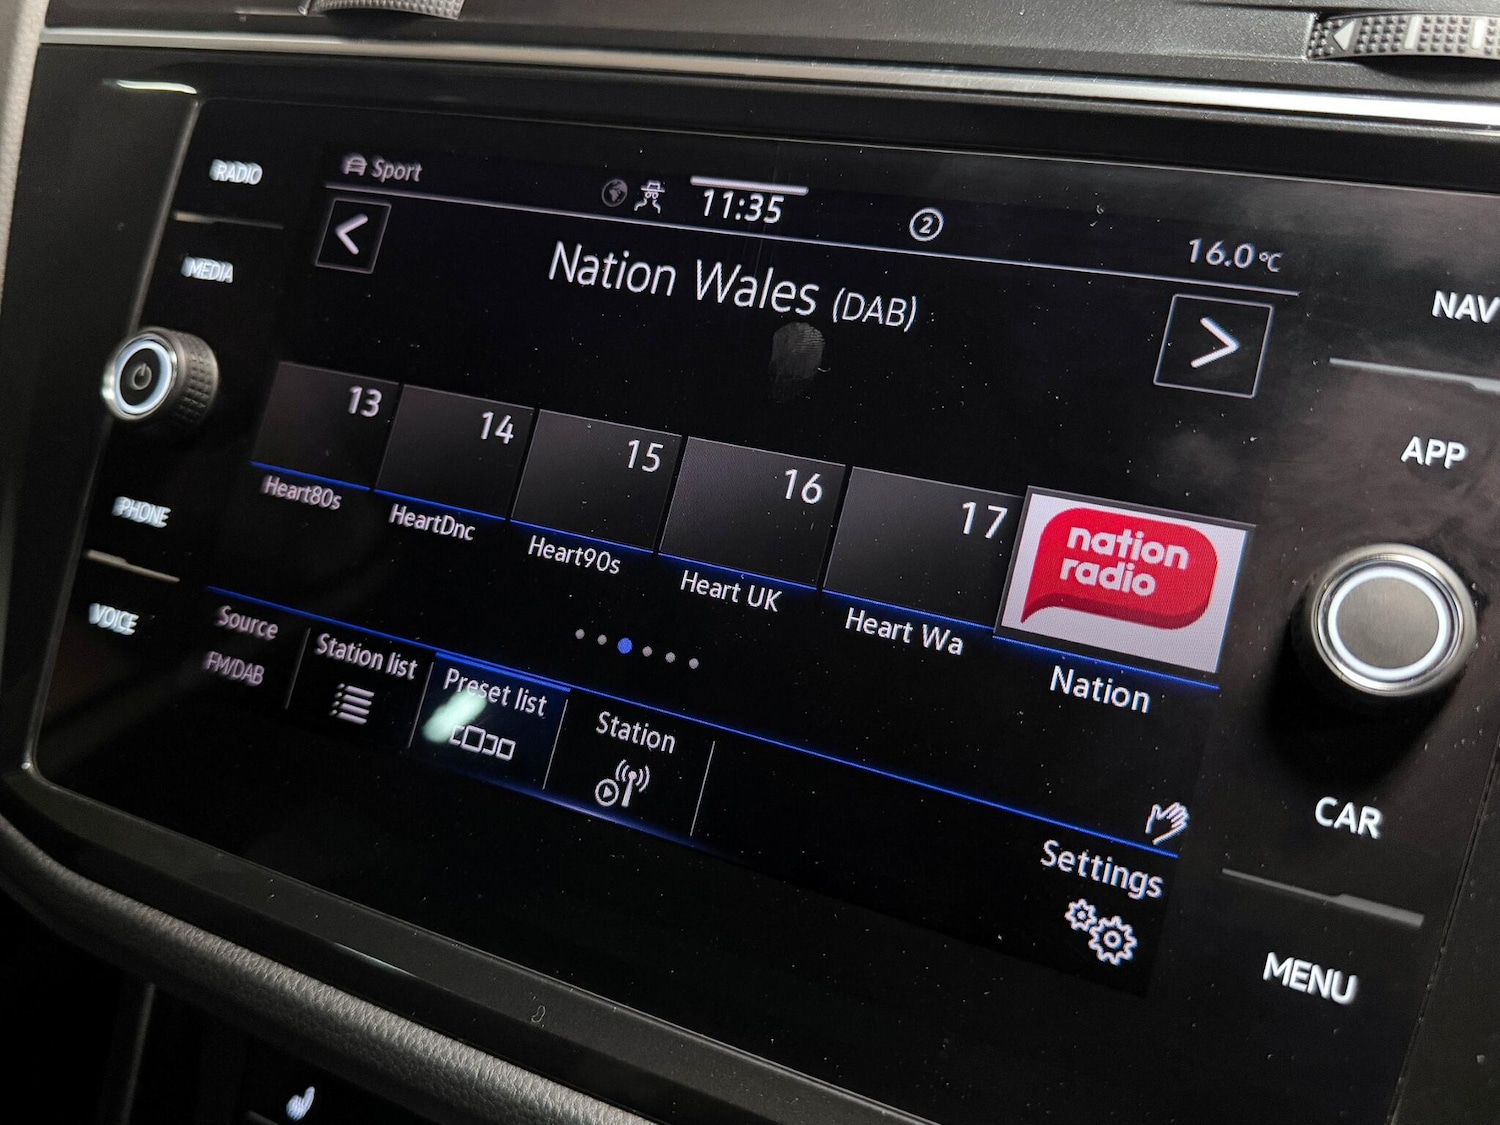 RADIO
MEDIA
PHONE
VOICE
Sport
11:35
2
16.0°C
Nation Wales (DAB)
13
14
15
16
17
nation
radio
Heart80s
HeartDnc
Heart90s
Heart UK
Heart Wa
Nation
Source
FM/DAB
Station list
Preset list
Station
Settings
NAV
APP
CAR
MENU